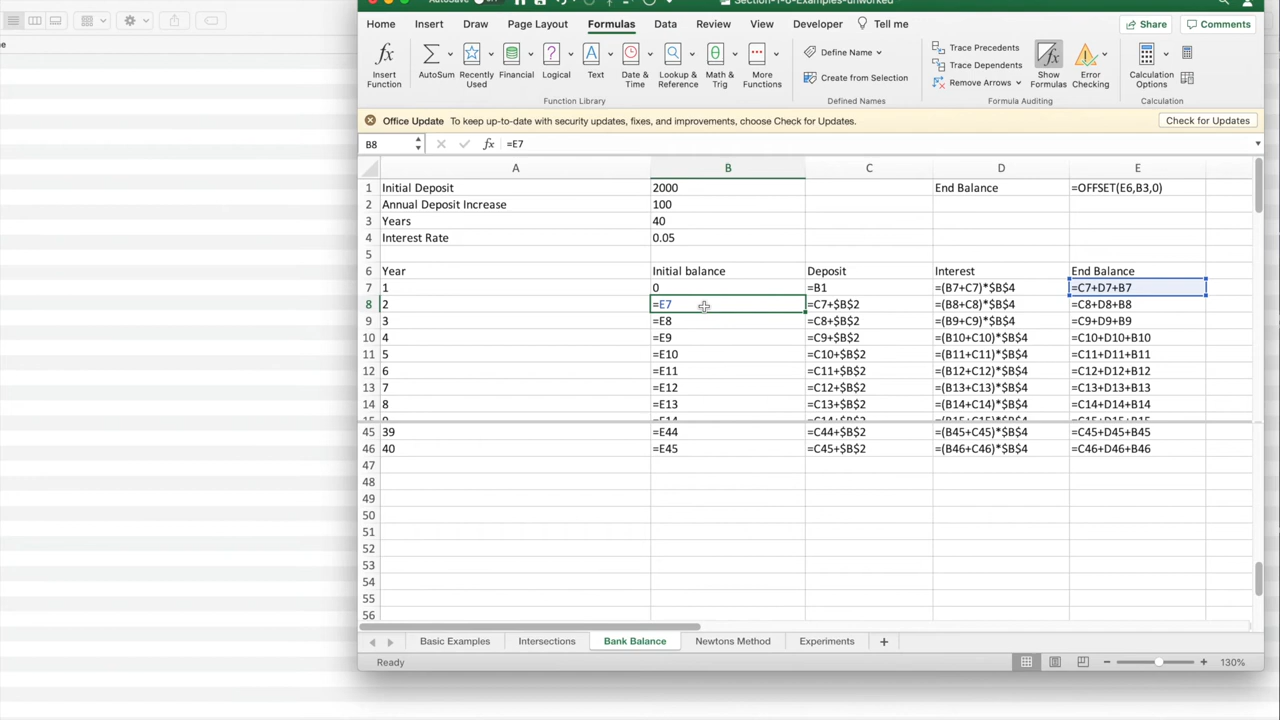 AutoSave
Section-1-6-Examples-unworked
Home Insert Draw Page Layout Formulas Data Review View Developer Tell me Share Comments
Insert Function AutoSum Recently Used Financial Logical Text Date & Time Lookup & Reference Math & Trig More Functions Define Name Create from Selection Trace Precedents Trace Dependents Remove Arrows Show Formulas Error Checking Calculation Options
Function Library Defined Names Formula Auditing Calculation
Office Update To keep up-to-date with security updates, fixes, and improvements, choose Check for Updates. Check for Updates
B8 fx =E7
A B C D E
1 Initial Deposit 2000 End Balance =OFFSET(E6,B3,0)
2 Annual Deposit Increase 100
3 Years 40
4 Interest Rate 0.05
5
6 Year Initial balance Deposit Interest End Balance
7 1 0 =B1 =(B7+C7)*$B$4 =C7+D7+B7
8 2 =E7 =C7+$B$2 =(B8+C8)*$B$4 =C8+D8+B8
9 3 =E8 =C8+$B$2 =(B9+C9)*$B$4 =C9+D9+B9
10 4 =E9 =C9+$B$2 =(B10+C10)*$B$4 =C10+D10+B10
11 5 =E10 =C10+$B$2 =(B11+C11)*$B$4 =C11+D11+B11
12 6 =E11 =C11+$B$2 =(B12+C12)*$B$4 =C12+D12+B12
13 7 =E12 =C12+$B$2 =(B13+C13)*$B$4 =C13+D13+B13
14 8 =E13 =C13+$B$2 =(B14+C14)*$B$4 =C14+D14+B14
45 39 =E44 =C44+$B$2 =(B45+C45)*$B$4 =C45+D45+B45
46 40 =E45 =C45+$B$2 =(B46+C46)*$B$4 =C46+D46+B46
47
48
49
50
51
52
53
54
55
56
Basic Examples Intersections Bank Balance Newtons Method Experiments +
Ready 130%